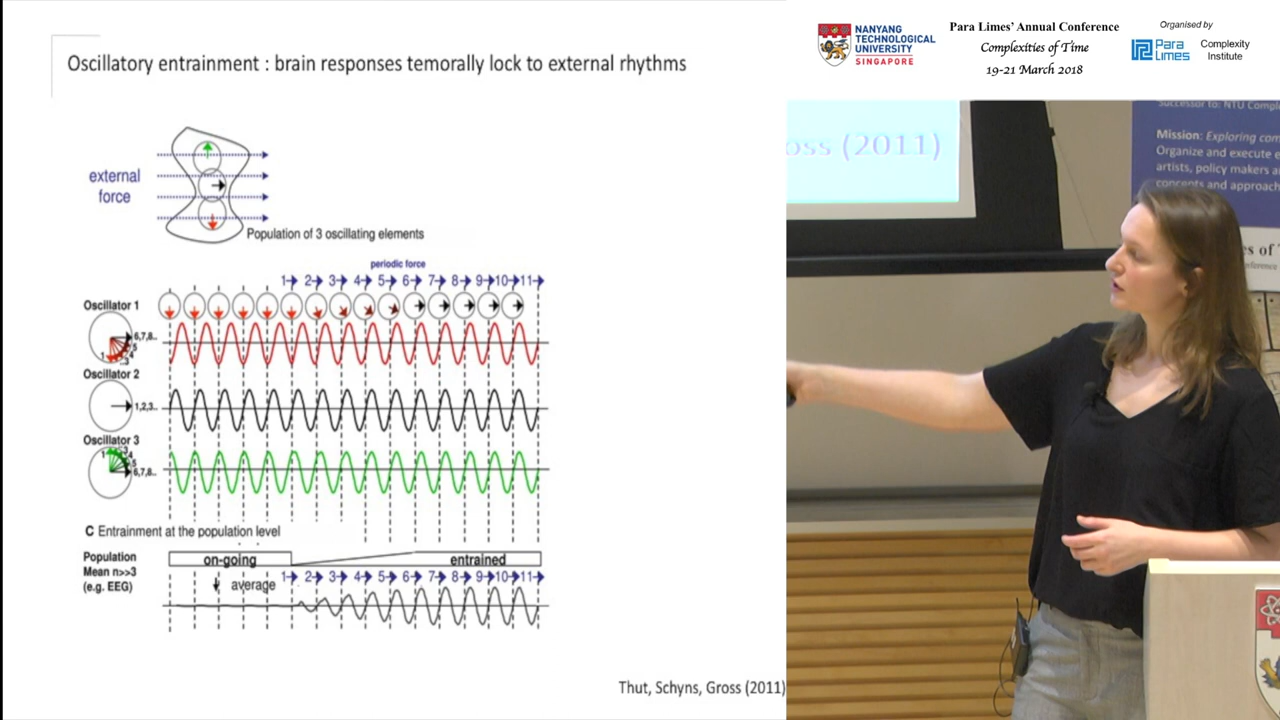 Oscillatory entrainment : brain responses temorally lock to external rhythms
external
force
Population of 3 oscillating elements
periodic force
1 2 3 4 5 6 7 8 9 10 11
Oscillator 1
1
3
4
5
6,7,8..
Oscillator 2
1,2,3..
Oscillator 3
1
3
4
5
6,7,8..
C Entrainment at the population level
Population
Mean n>>3
(e.g. EEG)
on-going
entrained
average
1 2 3 4 5 6 7 8 9 10 11
Thut, Schyns, Gross (2011)
NANYANG
TECHNOLOGICAL
UNIVERSITY
SINGAPORE
Para Limes' Annual Conference
Complexities of Time
19-21 March 2018
Organised by
Para
Limes
Complexity
Institute
oss (2011)
Successor to: NTU Compl
Mission: Exploring com
Organize and execute e
artists, policy makers a
concepts and approach
s of